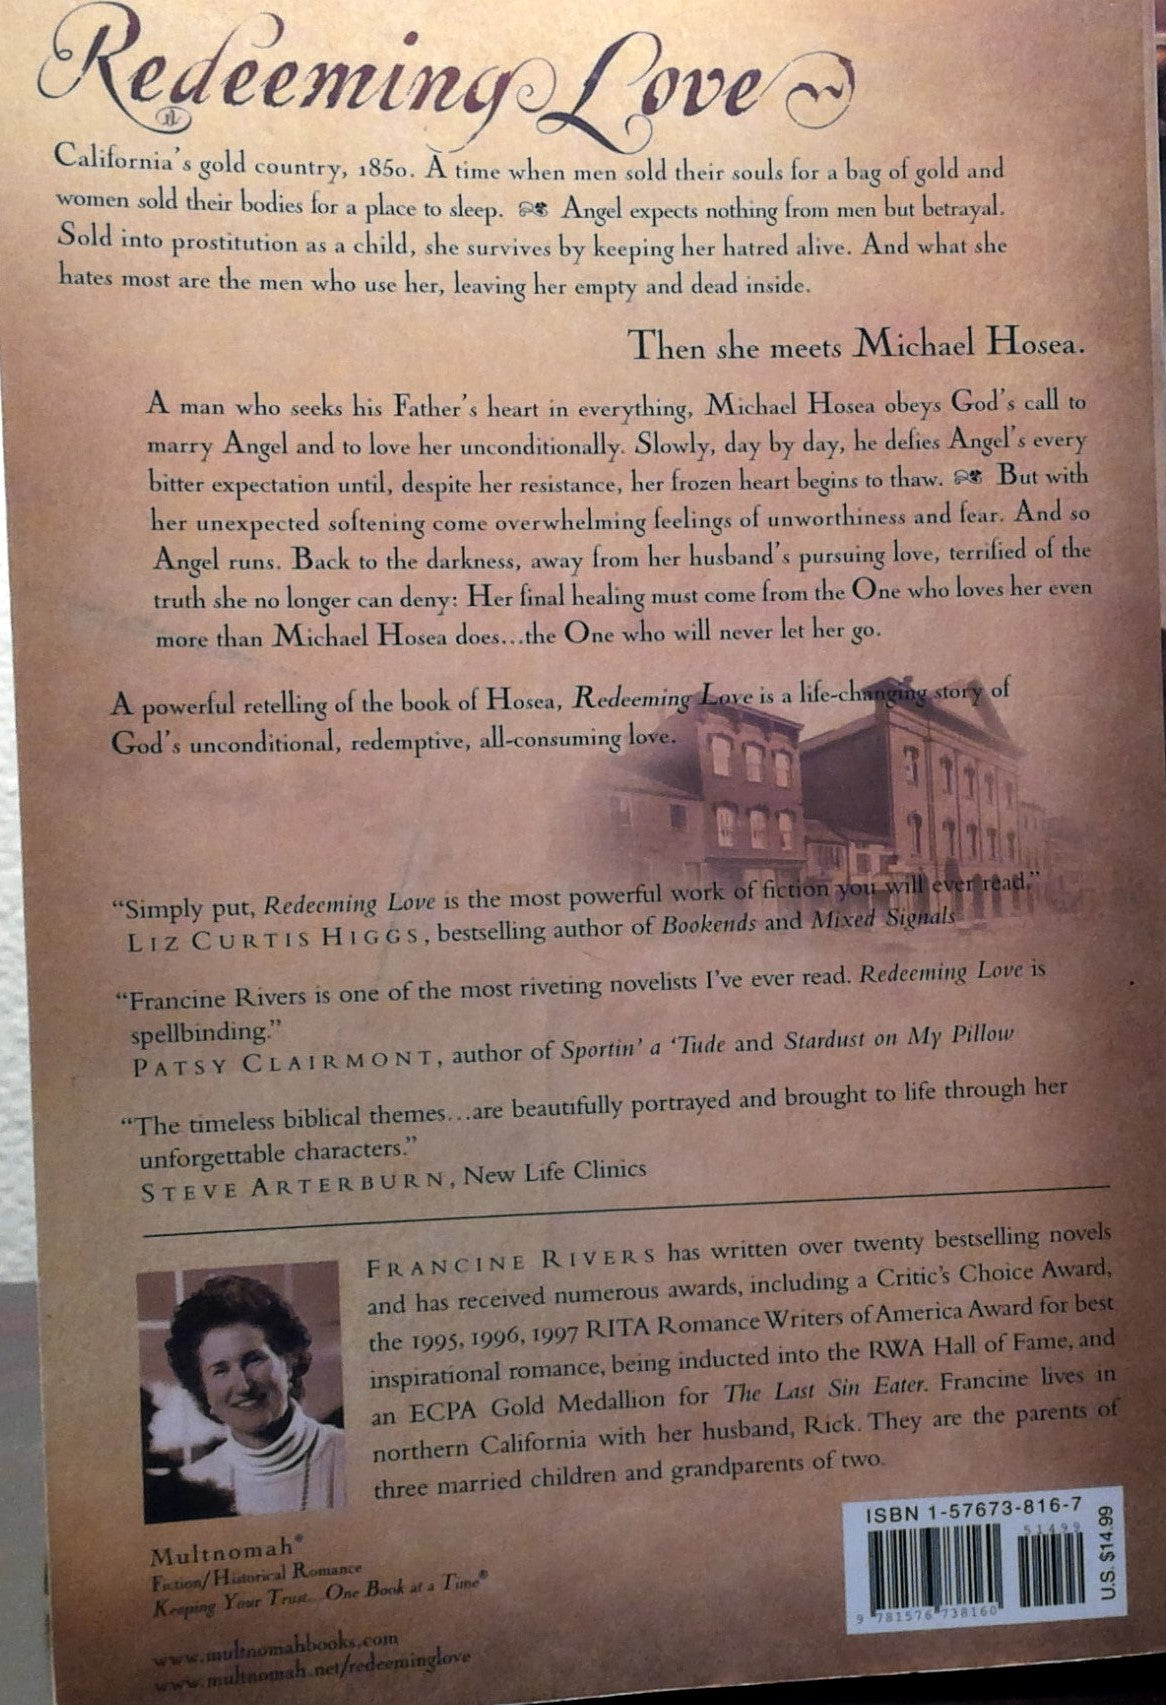 Redeeming Love
California's gold country, 1850. A time when men sold their souls for a bag of gold and
women sold their bodies for a place to sleep. Angel expects nothing from men but betrayal.
Sold into prostitution as a child, she survives by keeping her hatred alive. And what she
hates most are the men who use her, leaving her empty and dead inside.
Then she meets Michael Hosea.
A man who seeks his Father's heart in everything, Michael Hosea obeys God's call to
marry Angel and to love her unconditionally. Slowly, day by day, he defies Angel's every
bitter expectation until, despite her resistance, her frozen heart begins to thaw. But with
her unexpected softening come overwhelming feelings of unworthiness and fear. And so
Angel runs. Back to the darkness, away from her husband's pursuing love, terrified of the
truth she no longer can deny: Her final healing must come from the One who loves her even
more than Michael Hosea does...the One who will never let her go.
A powerful retelling of the book of Hosea, Redeeming Love is a life-changing story of
God's unconditional, redemptive, all-consuming love.
"Simply put, Redeeming Love is the most powerful work of fiction you will ever read."
LIZ CURTIS HIGGS, bestselling author of Bookends and Mixed Signals
"Francine Rivers is one of the most riveting novelists I've ever read. Redeeming Love is
spellbinding."
PATSY CLAIRMONT, author of Sportin' a 'Tude and Stardust on My Pillow
"The timeless biblical themes...are beautifully portrayed and brought to life through her
unforgettable characters."
STEVE ARTERBURN, New Life Clinics
FRANCINE RIVERS has written over twenty bestselling novels
and has received numerous awards, including a Critic's Choice Award,
the 1995, 1996, 1997 RITA Romance Writers of America Award for best
inspirational romance, being inducted into the RWA Hall of Fame, and
an ECPA Gold Medallion for The Last Sin Eater. Francine lives in
northern California with her husband, Rick. They are the parents of
three married children and grandparents of two.
Multnomah®
Fiction/Historical Romance
Keeping Your Trust...One Book at a Time®
www.multnomahbooks.com
www.multnomah.net/redeeminglove
ISBN 1-57673-816-7
51499
9 781576 738160
U.S. $14.99